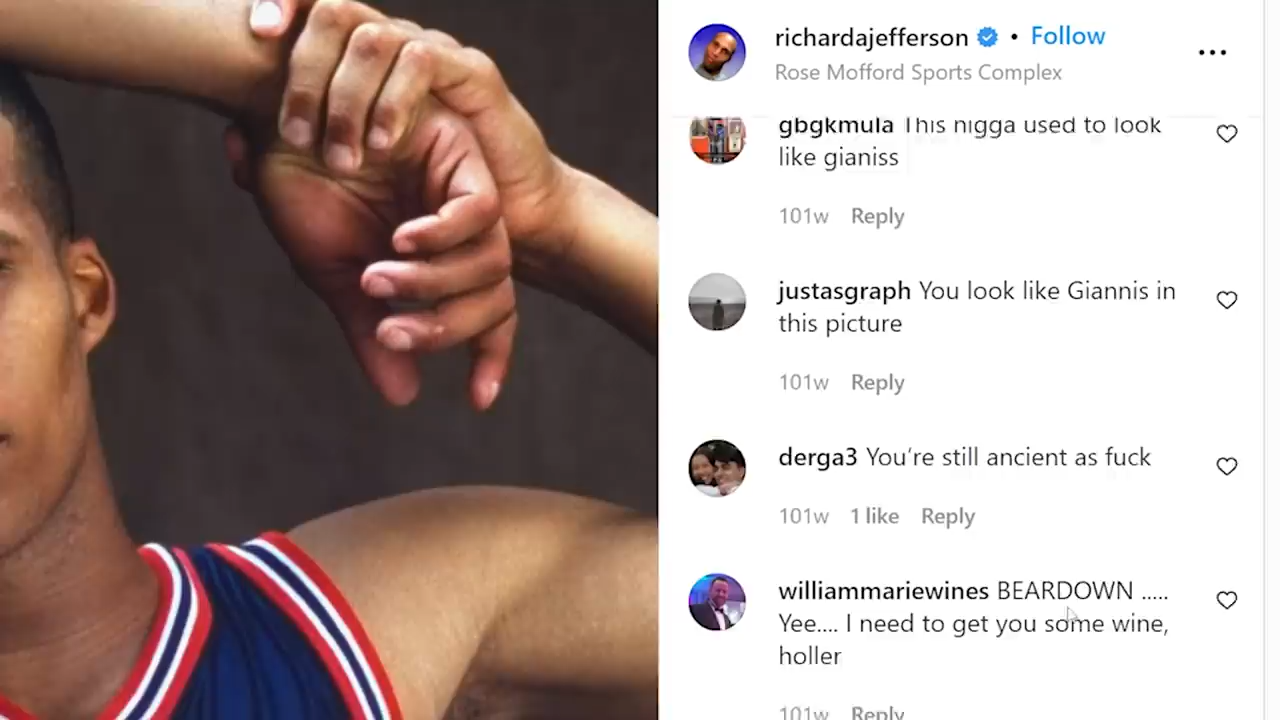 richardajefferson • Follow
Rose Mofford Sports Complex
gbgkmula This nigga used to look
like gianiss
101w Reply
justasgraph You look like Giannis in
this picture
101w Reply
derga3 You’re still ancient as fuck
101w 1 like Reply
williammariewines BEARDOWN .....
Yee.... I need to get you some wine,
holler
101w Reply